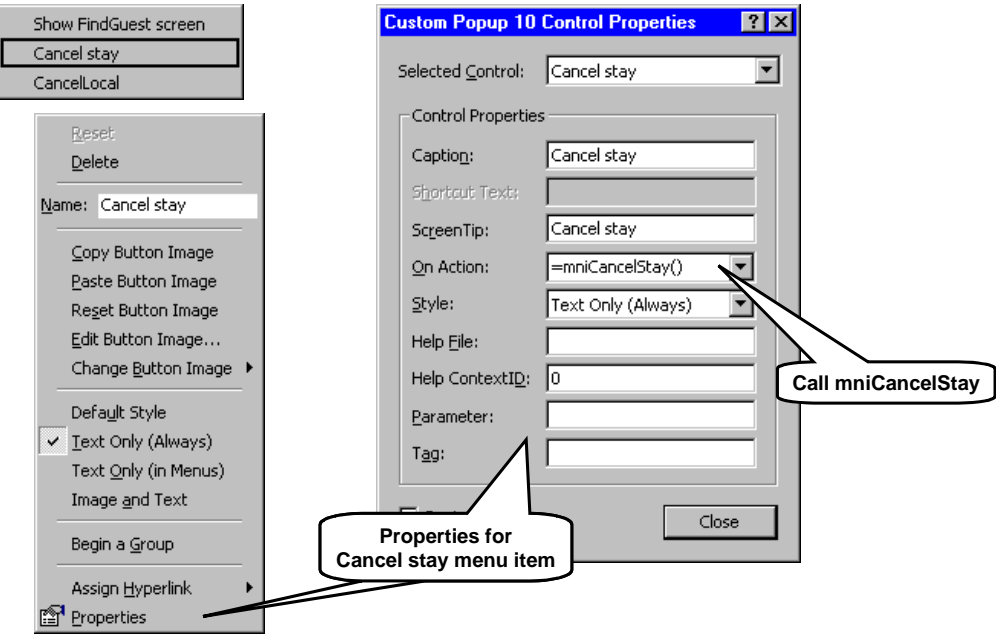 Show FindGuest screen
Cancel stay
CancelLocal
Reset
Delete
Name: Cancel stay
Copy Button Image
Paste Button Image
Reset Button Image
Edit Button Image...
Change Button Image
Default Style
Text Only (Always)
Text Only (in Menus)
Image and Text
Begin a Group
Assign Hyperlink
Properties
Custom Popup 10 Control Properties
Selected Control: Cancel stay
Control Properties
Caption: Cancel stay
Shortcut Text:
ScreenTip: Cancel stay
On Action: =mniCancelStay()
Style: Text Only (Always)
Help File:
Help ContextID: 0
Parameter:
Tag:
Close
Call mniCancelStay
Properties for
Cancel stay menu item